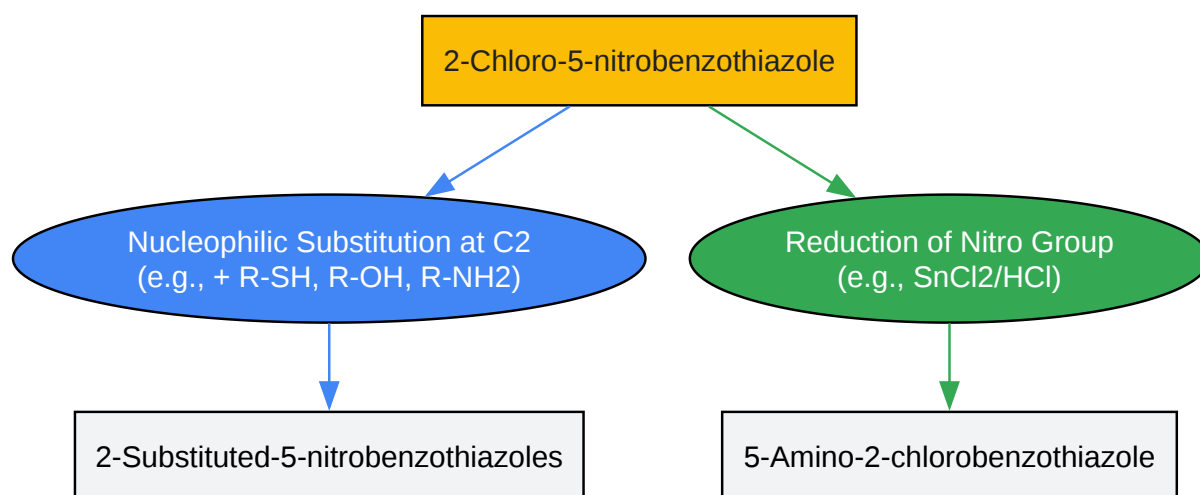 2-Chloro-5-nitrobenzothiazole
Nucleophilic Substitution at C2
(e.g., + R-SH, R-OH, R-NH2)
Reduction of Nitro Group
(e.g., SnCl2/HCl)
2-Substituted-5-nitrobenzothiazoles
5-Amino-2-chlorobenzothiazole